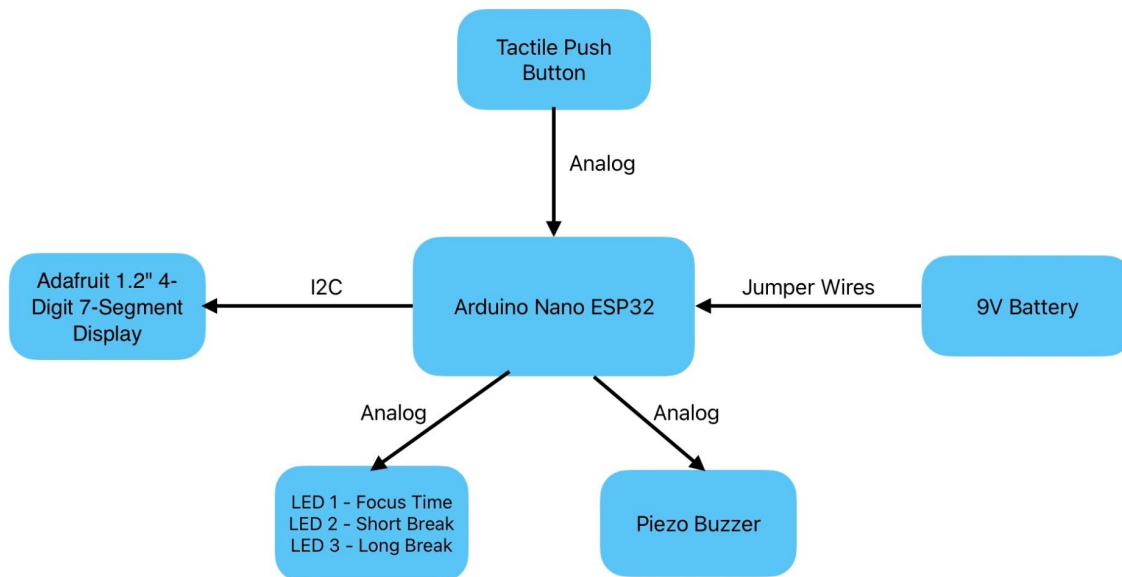 Tactile Push
Button
Analog
Adafruit 1.2" 4-
Digit 7-Segment
Display
I2C
Arduino Nano ESP32
Jumper Wires
9V Battery
Analog
Analog
LED 1 - Focus Time
LED 2 - Short Break
LED 3 - Long Break
Piezo Buzzer